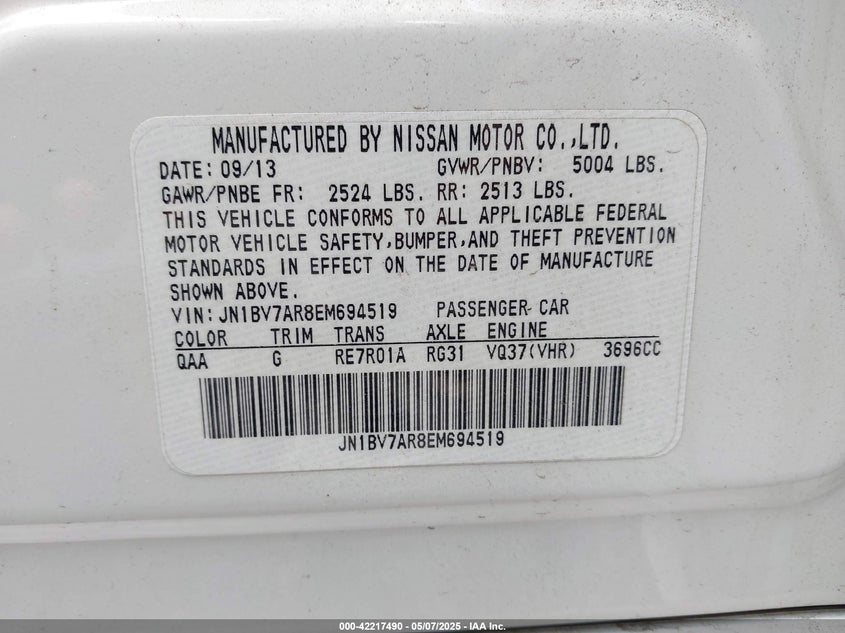 MANUFACTURED BY NISSAN MOTOR CO.,LTD.
DATE: 09/13 GVWR/PNBV: 5004 LBS.
GAWR/PNBE FR: 2524 LBS. RR: 2513 LBS.
THIS VEHICLE CONFORMS TO ALL APPLICABLE FEDERAL
MOTOR VEHICLE SAFETY,BUMPER,AND THEFT PREVENTION
STANDARDS IN EFFECT ON THE DATE OF MANUFACTURE
SHOWN ABOVE.
VIN:JN1BV7AR8EM694519 PASSENGER CAR
COLOR TRIM TRANS AXLE ENGINE
QAA G RE7R01A RG31 VQ37(VHR) 3696CC
JN1BV7AR8EM694519
000-42217490 — 05/07/2025 — IAA Inc.